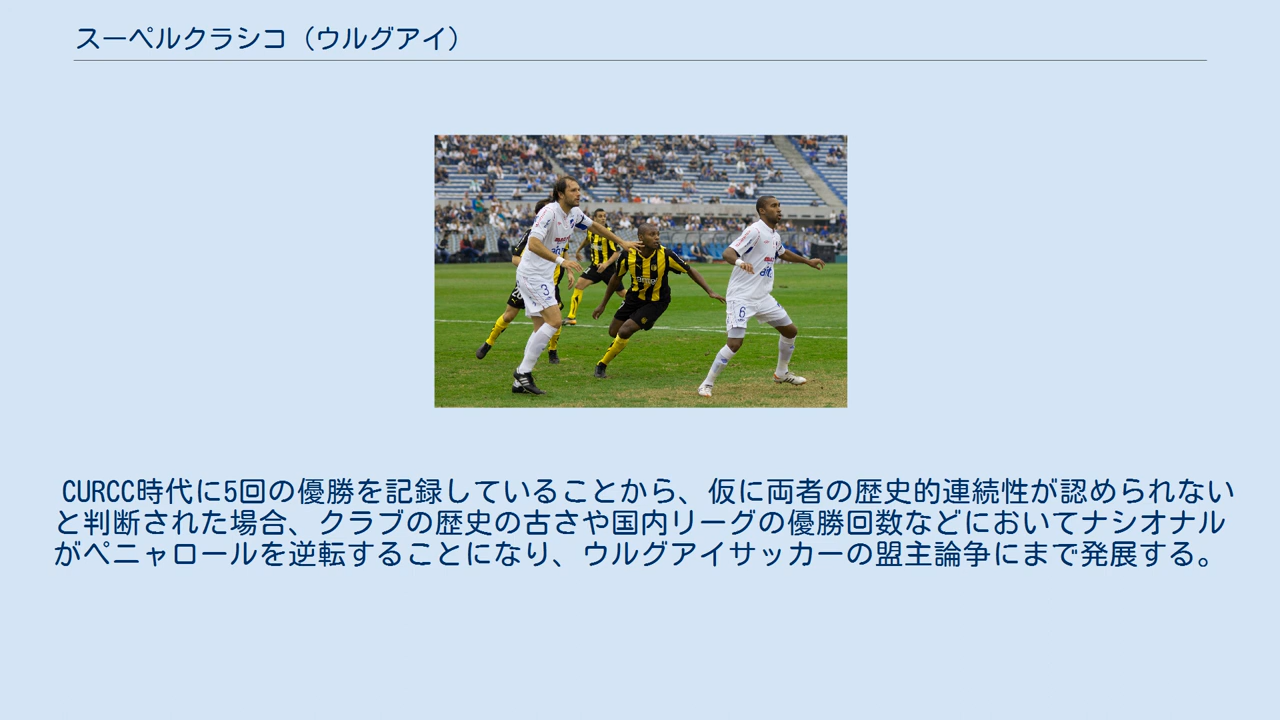 スーペルクラシコ（ウルグアイ）
3
6
CURCC時代に5回の優勝を記録していることから、仮に両者の歴史的連続性が認められない
と判断された場合、クラブの歴史の古さや国内リーグの優勝回数などにおいてナシオナル
がペニャロールを逆転することになり、ウルグアイサッカーの盟主論争にまで発展する。